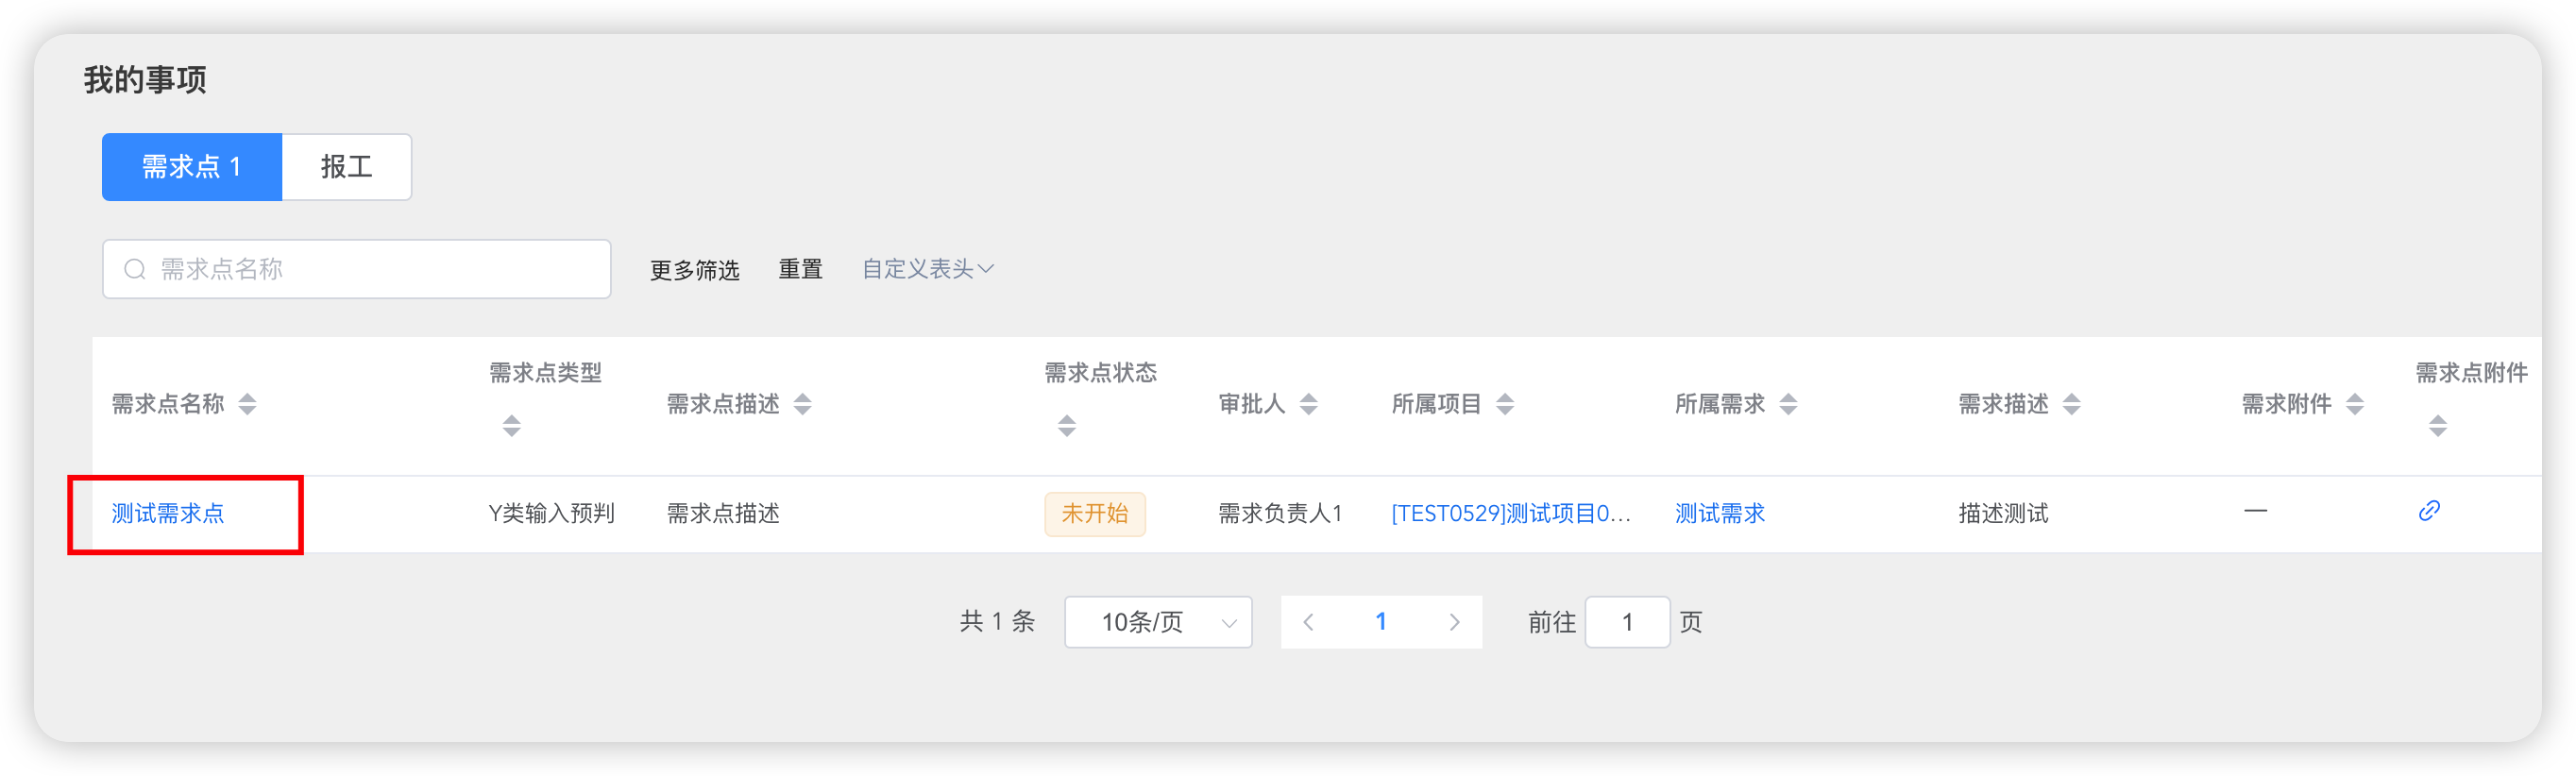 我的事项
需求点 1 报工
需求点名称 更多筛选 重置 自定义表头
需求点名称 需求点类型 需求点描述 需求点状态 审批人 所属项目 所属需求 需求描述 需求附件 需求点附件
测试需求点 Y类输入预判 需求点描述 未开始 需求负责人1 [TEST0529]测试项目0... 测试需求 描述测试 —
共 1 条 10条/页 1 前往 1 页